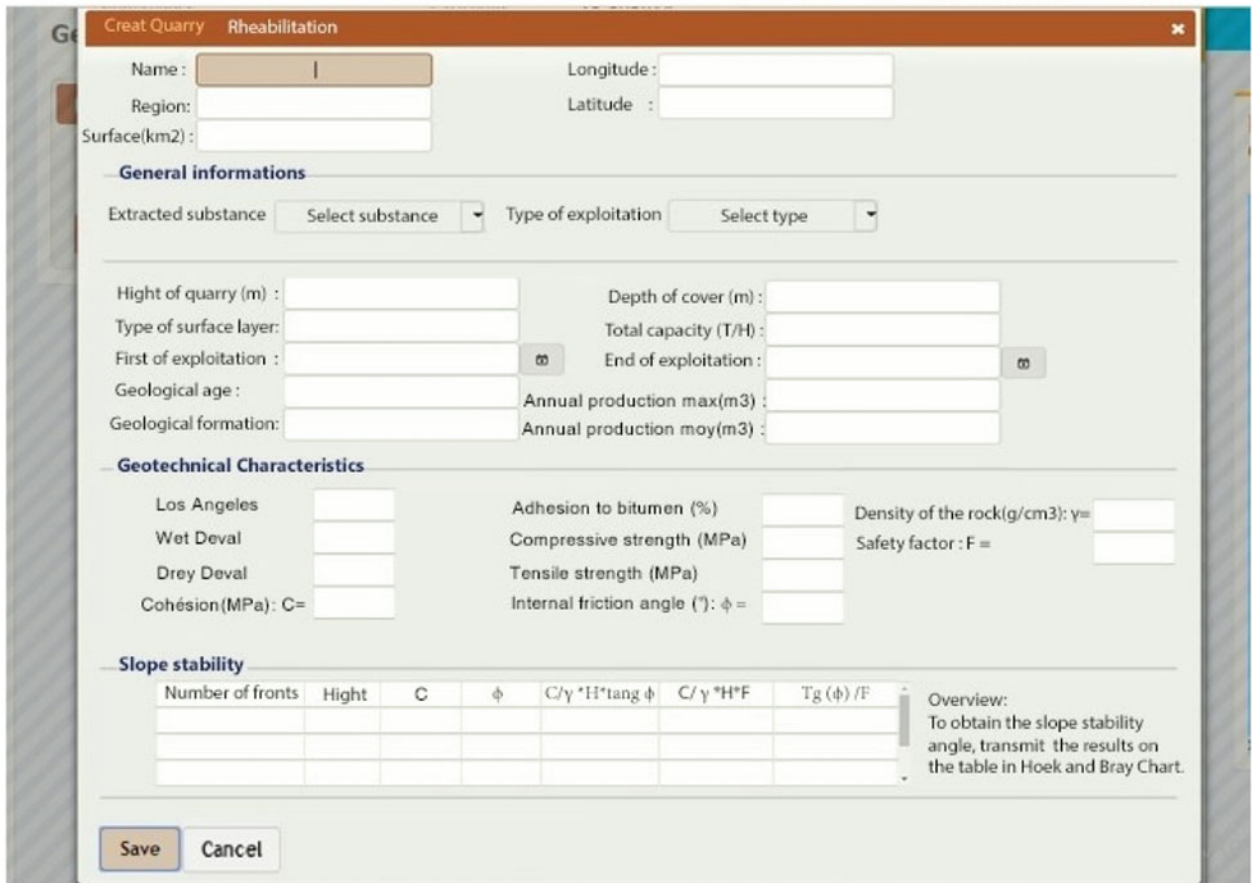 Ge
Creat Quarry Rheabilitation
Name :
Longitude :
Region:
Latitude :
Surface(km2) :
General informations
Extracted substance Select substance Type of exploitation Select type
Hight of quarry (m) :
Depth of cover (m) :
Type of surface layer:
Total capacity (T/H) :
First of exploitation :
End of exploitation :
Geological age :
Annual production max(m3) :
Geological formation:
Annual production moy(m3) :
Geotechnical Characteristics
Los Angeles
Adhesion to bitumen (%)
Density of the rock(g/cm3): γ=
Wet Deval
Compressive strength (MPa)
Safety factor : F =
Drey Deval
Tensile strength (MPa)
Cohésion(MPa): C=
Internal friction angle (°): ϕ =
Slope stability
Number of fronts Hight C ϕ C/γ *H*tang ϕ C/ γ *H*F Tg (ϕ) /F
Overview:
To obtain the slope stability
angle, transmit the results on
the table in Hoek and Bray Chart.
Save Cancel